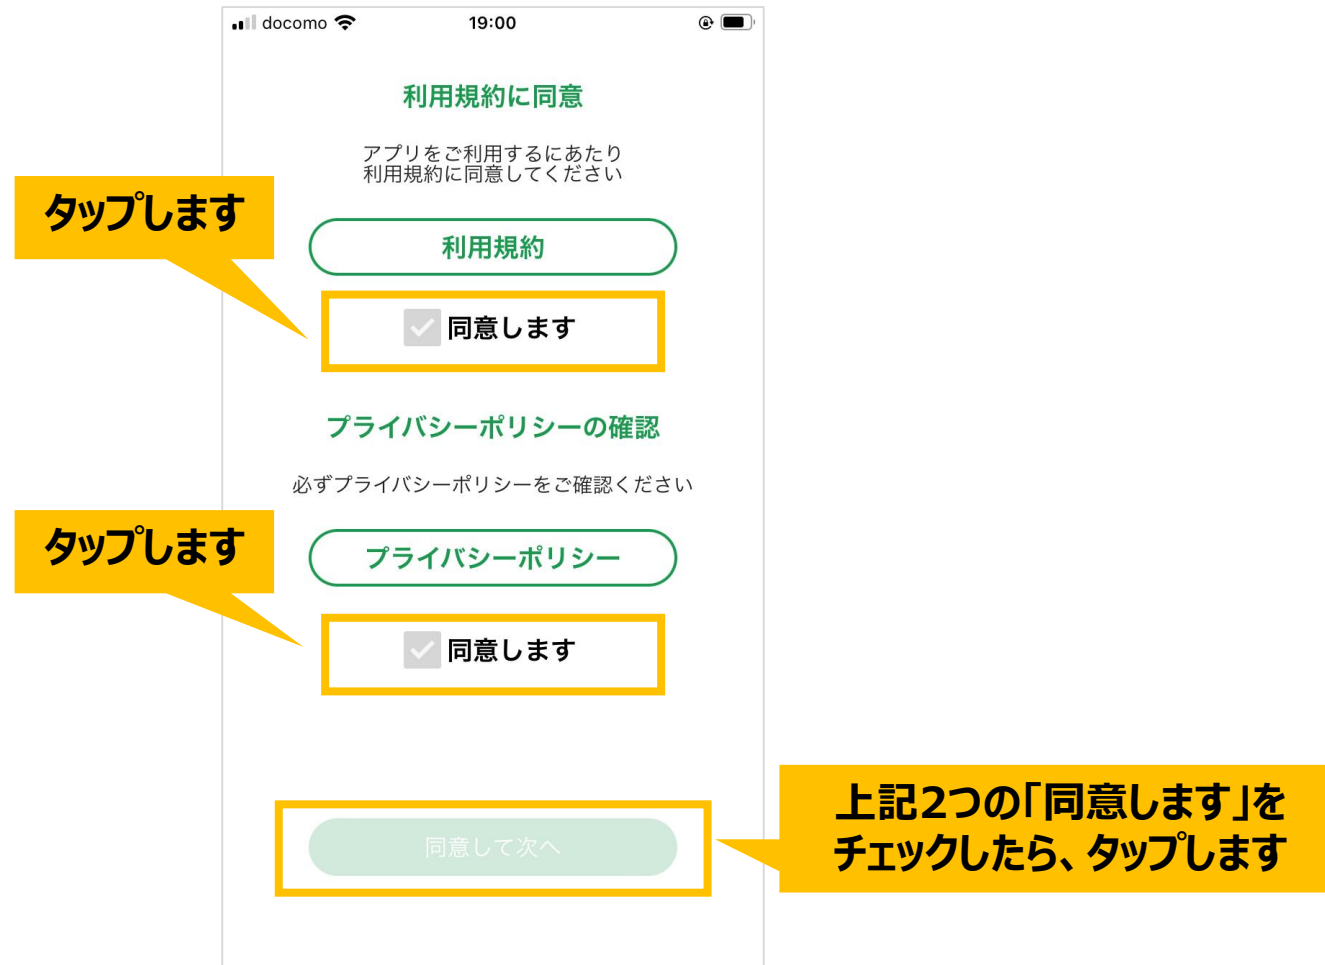 docomo
19:00
利用規約に同意
アプリをご利用するにあたり
利用規約に同意してください
タップします
利用規約
同意します
プライバシーポリシーの確認
必ずプライバシーポリシーをご確認ください
タップします
プライバシーポリシー
同意します
同意して次へ
上記2つの「同意します」を
チェックしたら、タップします